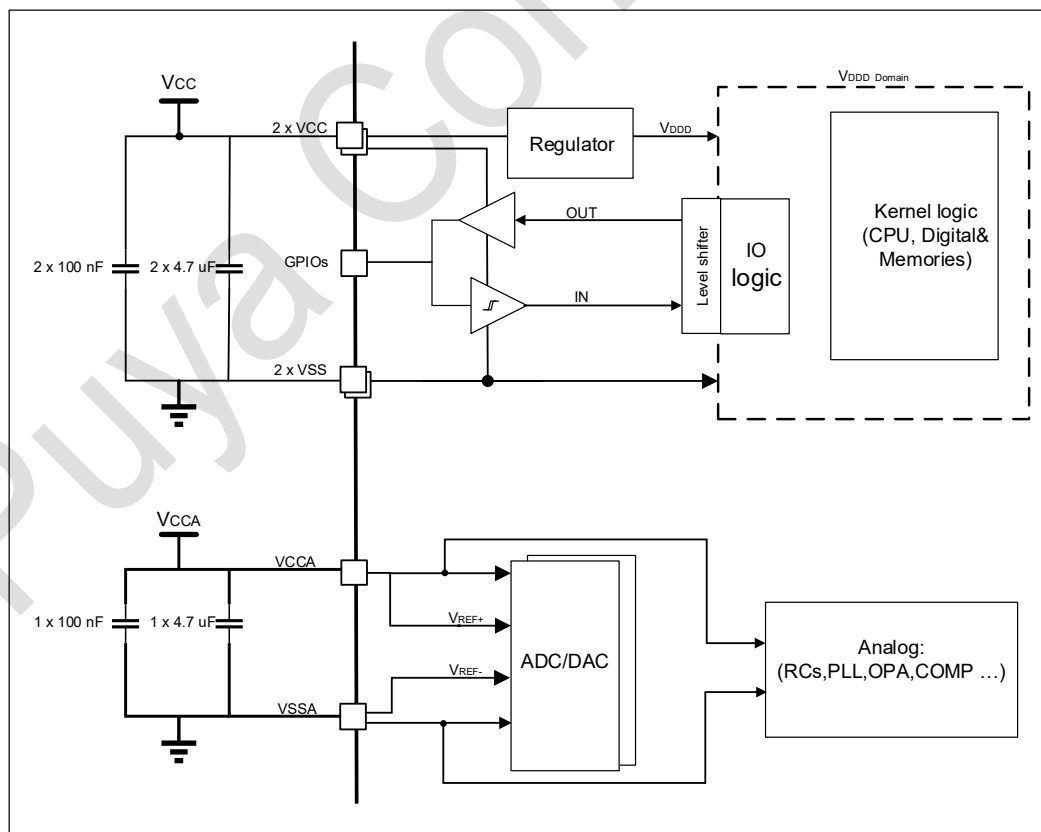 VDDD Domain
VCC
2 x VCC
Regulator
VDDD
OUT
Kernel logic
(CPU, Digital&
Memories)
GPIOs
Level shifter
IO
logic
2 x 100 nF
2 x 4.7 uF
IN
2 x VSS
VCCA
VCCA
1 x 100 nF
1 x 4.7 uF
VREF+
ADC/DAC
VREF-
Analog:
(RCs,PLL,OPA,COMP …)
VSSA
Puya Con